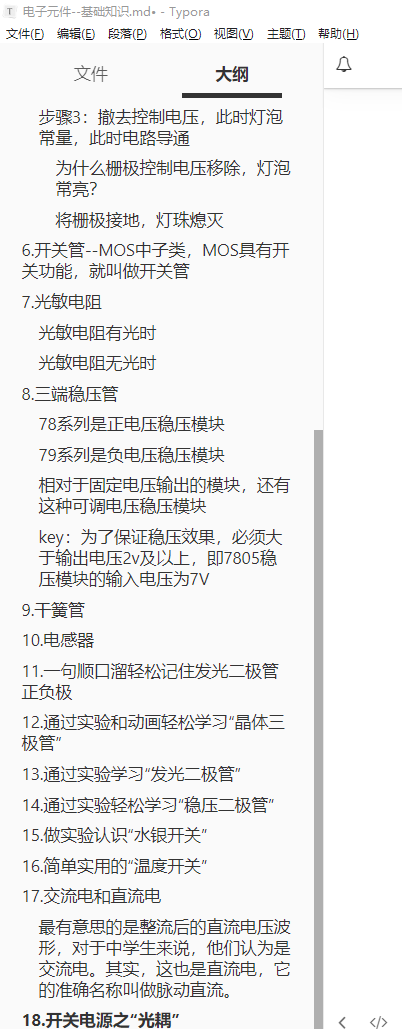 T 电子元件--基础知识.md• - Typora
文件(F) 编辑(E) 段落(P) 格式(O) 视图(V) 主题(T) 帮助(H)
文件 大纲
步骤3：撤去控制电压，此时灯泡
常量，此时电路导通
为什么栅极控制电压移除，灯泡
常亮？
将栅极接地，灯珠熄灭
6.开关管--MOS中子类，MOS具有开
关功能，就叫做开关管
7.光敏电阻
光敏电阻有光时
光敏电阻无光时
8.三端稳压管
78系列是正电压稳压模块
79系列是负电压稳压模块
相对于固定电压输出的模块，还有
这种可调电压稳压模块
key：为了保证稳压效果，必须大
于输出电压2v及以上，即7805稳
压模块的输入电压为7V
9.干簧管
10.电感器
11.一句顺口溜轻松记住发光二极管
正负极
12.通过实验和动画轻松学习“晶体三
极管”
13.通过实验学习“发光二极管”
14.通过实验轻松学习“稳压二极管”
15.做实验认识“水银开关”
16.简单实用的“温度开关”
17.交流电和直流电
最有意思的是整流后的直流电压波
形，对于中学生来说，他们认为是
交流电。其实，这也是直流电，它
的准确名称叫做脉动直流。
18.开关电源之“光耦”